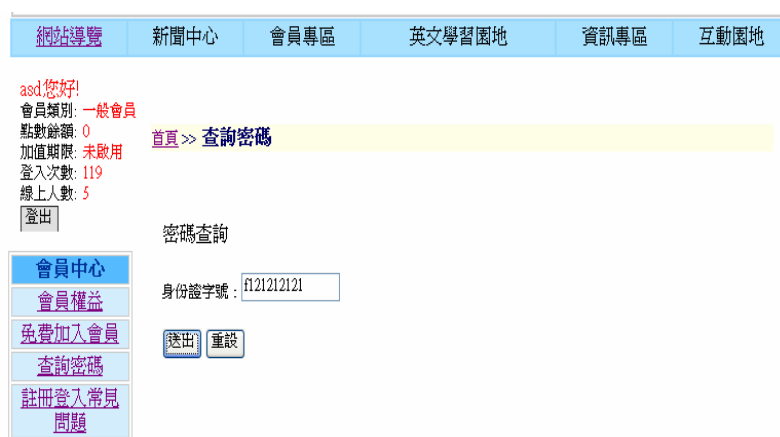 網站導覽 新聞中心 會員專區 英文學習園地 資訊專區 互動園地
asd,您好!
會員類別: 一般會員
點數餘額: 0
加值期限: 未啟用
登入次數: 119
線上人數: 5
登出
首頁 >> 查詢密碼
密碼查詢
身份證字號：f121212121
送出 重設
會員中心
會員權益
免費加入會員
查詢密碼
註冊登入常見
問題